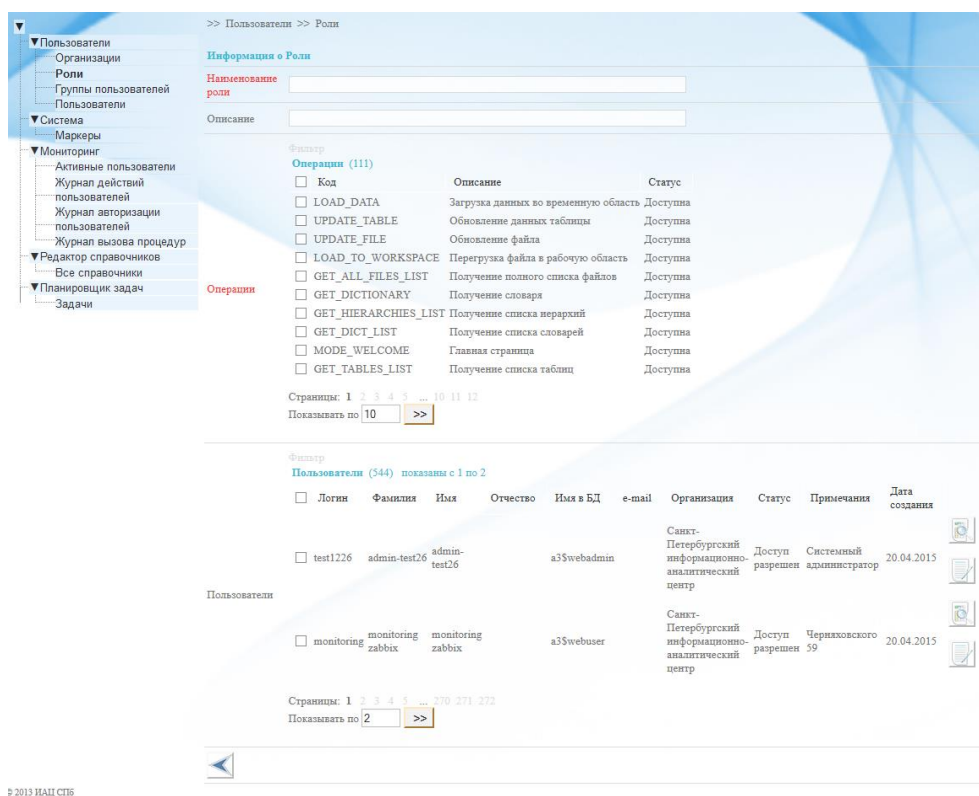 >> Пользователи >> Роли
▼
▼Пользователи
Организации
Роли
Группы пользователей
Пользователи
▼Система
Маркеры
▼Мониторинг
Активные пользователи
Журнал действий
пользователей
Журнал авторизации
пользователей
Журнал вызова процедур
▼Редактор справочников
Все справочники
▼Планировщик задач
Задачи
Информация о Роли
Наименование
роли
Описание
Операции
Фильтр
Операции (111)
Код Описание Статус
LOAD_DATA Загрузка данных во временную область Доступна
UPDATE_TABLE Обновление данных таблицы Доступна
UPDATE_FILE Обновление файла Доступна
LOAD_TO_WORKSPACE Перегрузка файла в рабочую область Доступна
GET_ALL_FILES_LIST Получение полного списка файлов Доступна
GET_DICTIONARY Получение словаря Доступна
GET_HIERARCHIES_LIST Получение списка иерархий Доступна
GET_DICT_LIST Получение списка словарей Доступна
MODE_WELCOME Главная страница Доступна
GET_TABLES_LIST Получение списка таблиц Доступна
Страницы: 1 2 3 4 5 ... 10 11 12
Показывать по 10 >>
Пользователи
Фильтр
Пользователи (544) показаны с 1 по 2
Логин Фамилия Имя Отчество Имя в БД e-mail Организация Статус Примечания Дата
создания
test1226 admin-test26 admin-
test26 a3$webadmin Санкт-
Петербургский
информационно-
аналитический
центр Доступ
разрешен Системный
администратор 20.04.2015
monitoring monitoring
zabbix monitoring
zabbix a3$webuser Санкт-
Петербургский
информационно-
аналитический
центр Доступ
разрешен Черняховского
59 20.04.2015
Страницы: 1 2 3 4 5 ... 270 271 272
Показывать по 2 >>
© 2013 ИАЦ СПб